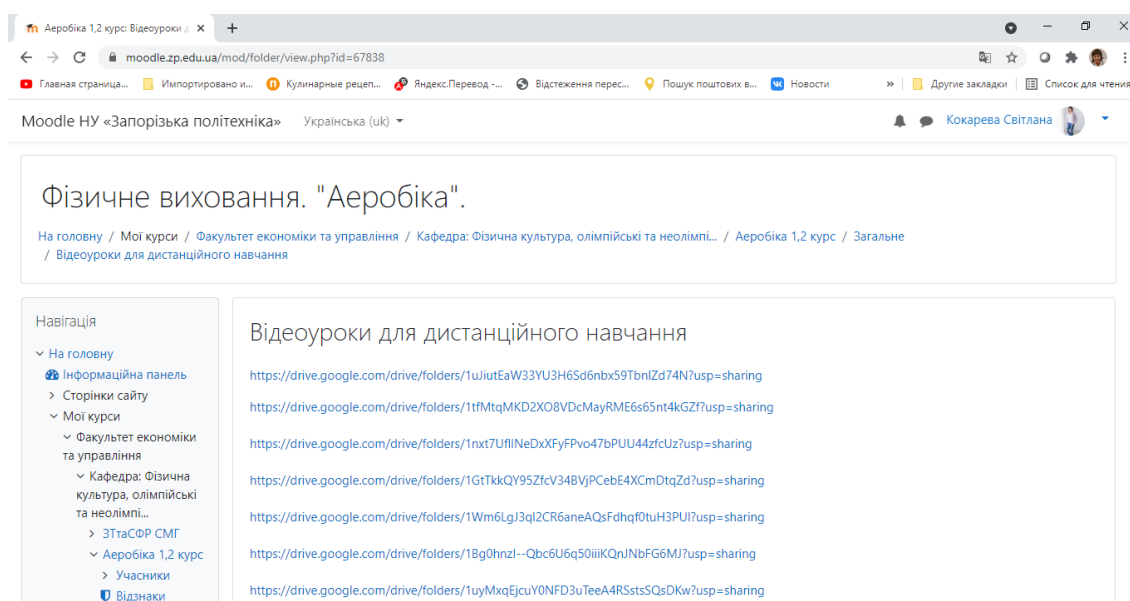 Аеробіка 1,2 курс: Відеоуроки д
moodle.zp.edu.ua/mod/folder/view.php?id=67838
Главная страница... Импортировано и... Кулинарные рецеп... Яндекс.Перевод -... Відстеження перес... Пошук поштових в... Новости » Другие закладки Список для чтения
Moodle НУ «Запорізька політехніка» Українська (uk) Кокарева Світлана
Фізичне виховання. "Аеробіка".
На головну / Мої курси / Факультет економіки та управління / Кафедра: Фізична культура, олімпійські та неолімпі... / Аеробіка 1,2 курс / Загальне
/ Відеоуроки для дистанційного навчання
Навігація
На головну
Інформаційна панель
Сторінки сайту
Мої курси
Факультет економіки
та управління
Кафедра: Фізична
культура, олімпійські
та неолімпі...
ЗТтаСФР СМГ
Аеробіка 1,2 курс
Учасники
Відзнаки
Відеоуроки для дистанційного навчання
https://drive.google.com/drive/folders/1uJiutEaW33YU3H6Sd6nbx59TbnlZd74N?usp=sharing
https://drive.google.com/drive/folders/1tfMtqMKD2XO8VDcMayRME6s65nt4kGZf?usp=sharing
https://drive.google.com/drive/folders/1nxt7UflINeDxXFyFPvo47bPUU44zfcUz?usp=sharing
https://drive.google.com/drive/folders/1GtTkkQY95ZfcV34BVjPCebE4XCmDtqZd?usp=sharing
https://drive.google.com/drive/folders/1Wm6LgJ3qI2CR6aneAQsFdhqf0tuH3PUl?usp=sharing
https://drive.google.com/drive/folders/1Bg0hnzI--Qbc6U6q50iiiKQnJNbFG6MJ?usp=sharing
https://drive.google.com/drive/folders/1uyMxqEjcuY0NFD3uTeeA4RSstsSQsDKw?usp=sharing